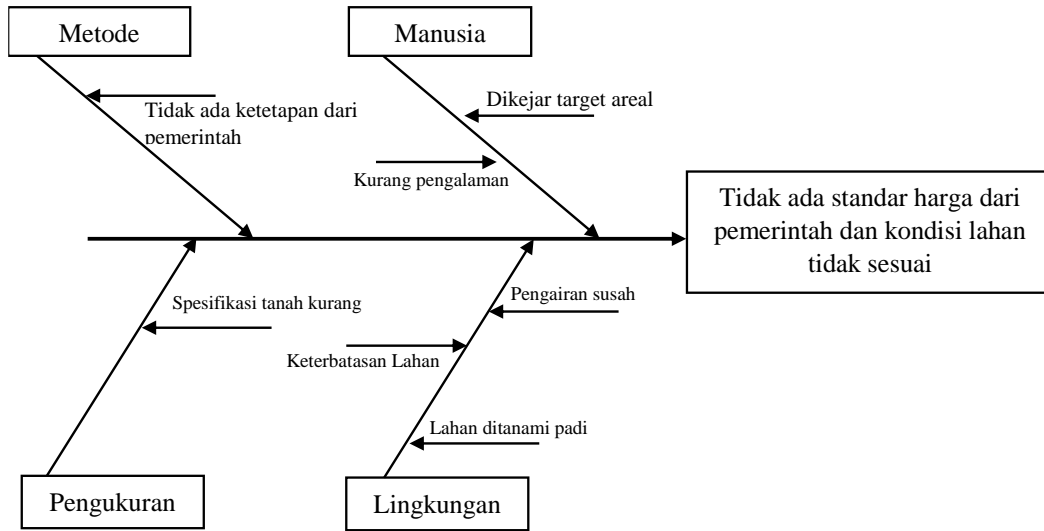 Metode
Manusia
Tidak ada ketetapan dari
pemerintah
Dikejar target areal
Kurang pengalaman
Tidak ada standar harga dari
pemerintah dan kondisi lahan
tidak sesuai
Spesifikasi tanah kurang
Pengairan susah
Keterbatasan Lahan
Lahan ditanami padi
Pengukuran
Lingkungan